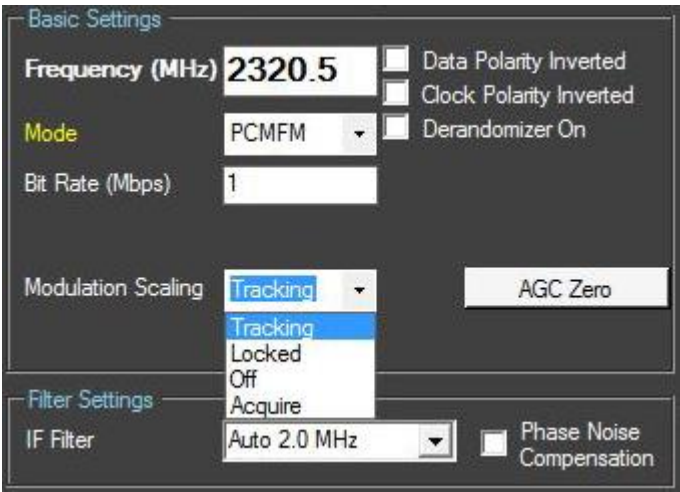 Basic Settings
Frequency (MHz) 2320.5
Data Polarity Inverted
Clock Polarity Inverted
Mode PCMFM
Derandomizer On
Bit Rate (Mbps) 1
Modulation Scaling Tracking
AGC Zero
Tracking
Locked
Off
Acquire
Filter Settings
IF Filter Auto 2.0 MHz
Phase Noise
Compensation